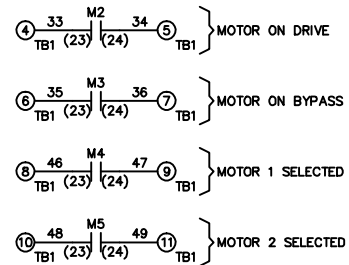 33 M2 34
4 5 MOTOR ON DRIVE
TB1 (23) (24) TB1
35 M3 36
6 7 MOTOR ON BYPASS
TB1 (23) (24) TB1
46 M4 47
8 9 MOTOR 1 SELECTED
TB1 (23) (24) TB1
48 M5 49
10 11 MOTOR 2 SELECTED
TB1 (23) (24) TB1